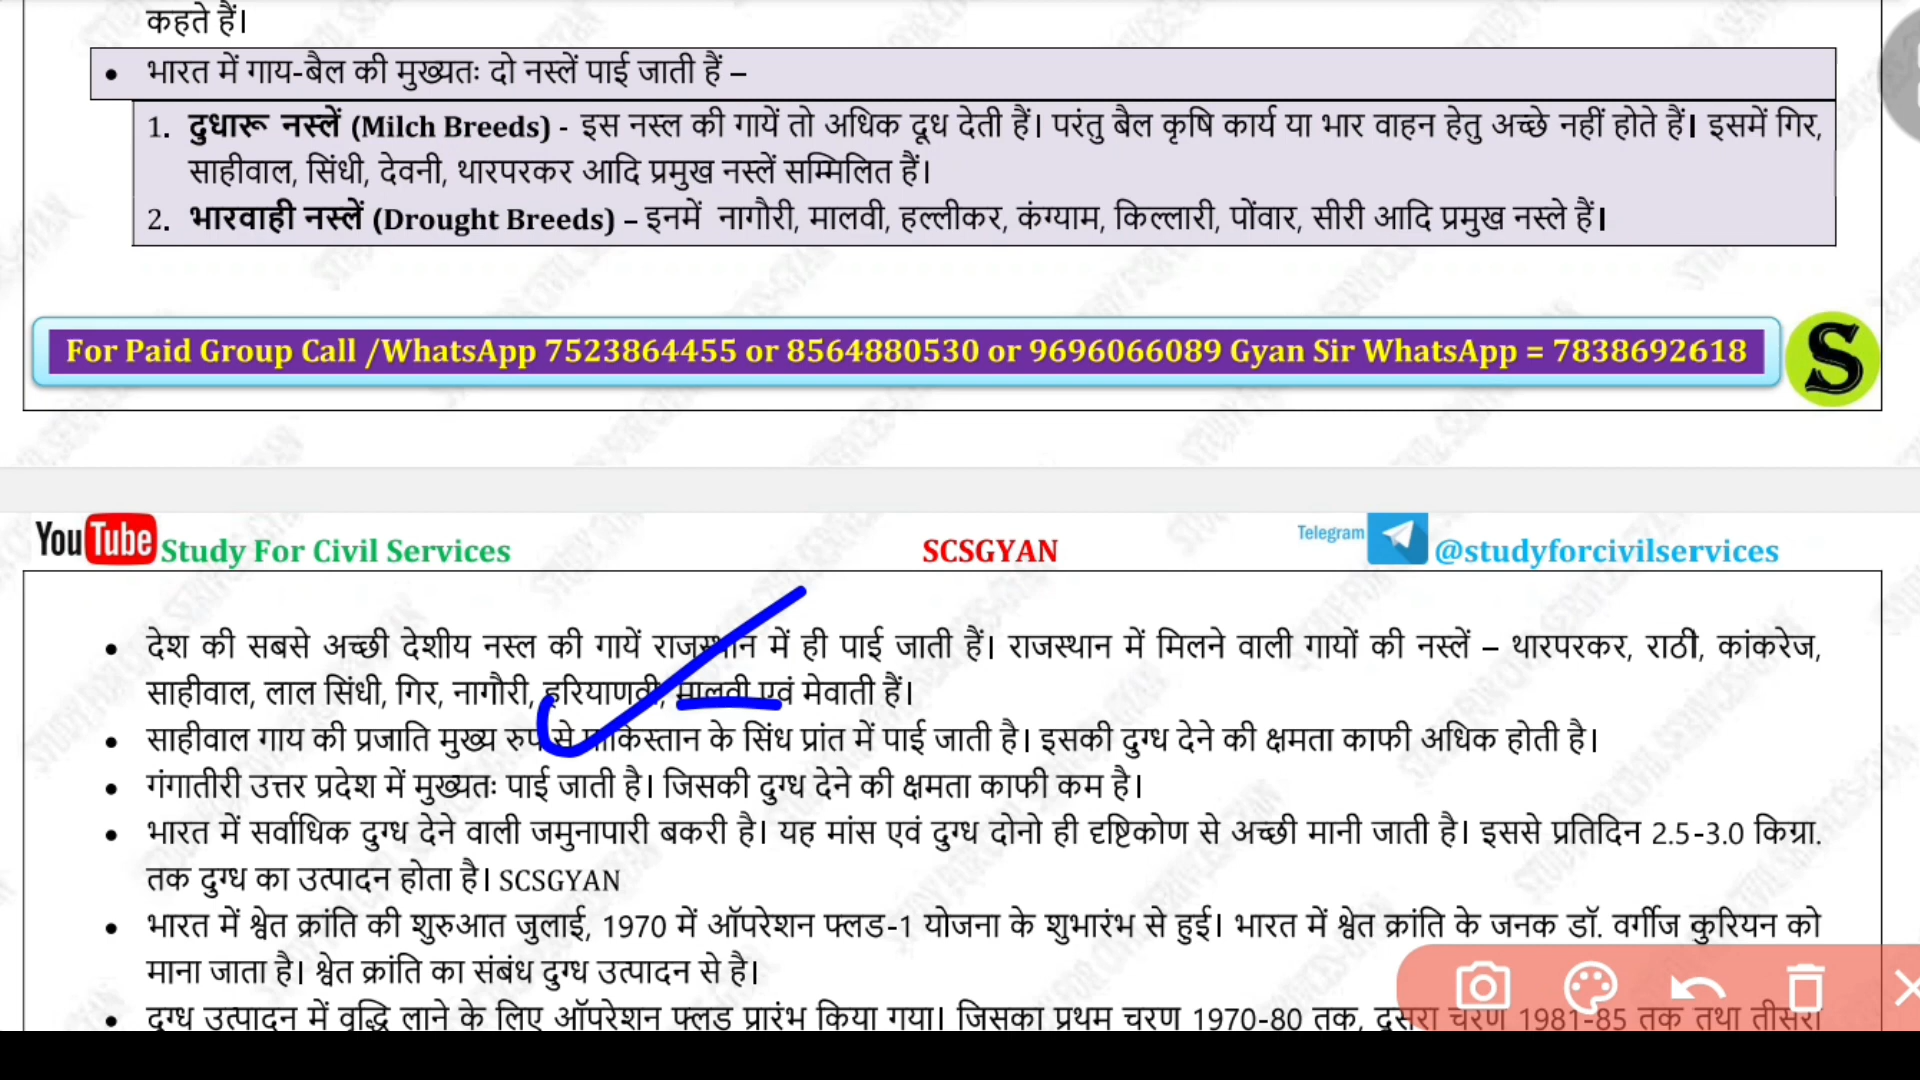 कहते हैं।
• भारत में गाय-बैल की मुख्यतः दो नस्लें पाई जाती हैं –
1. दुधारू नस्लें (Milch Breeds) - इस नस्ल की गायें तो अधिक दूध देती हैं। परंतु बैल कृषि कार्य या भार वाहन हेतु अच्छे नहीं होते हैं। इसमें गिर,
साहीवाल, सिंधी, देवनी, थारपरकर आदि प्रमुख नस्लें सम्मिलित हैं।
2. भारवाही नस्लें (Drought Breeds) – इनमें नागौरी, मालवी, हल्लीकर, कंग्याम, किल्लारी, पोंवार, सीरी आदि प्रमुख नस्ले हैं।
For Paid Group Call /WhatsApp 7523864455 or 8564880530 or 9696066089 Gyan Sir WhatsApp = 7838692618
S
YouTube Study For Civil Services SCSGYAN Telegram @studyforcivilservices
• देश की सबसे अच्छी देशीय नस्ल की गायें राजस्थान में ही पाई जाती हैं। राजस्थान में मिलने वाली गायों की नस्लें – थारपरकर, राठी, कांकरेज,
साहीवाल, लाल सिंधी, गिर, नागौरी, हरियाणवी, मालवी एवं मेवाती हैं।
• साहीवाल गाय की प्रजाति मुख्य रुप से पाकिस्तान के सिंध प्रांत में पाई जाती है। इसकी दुग्ध देने की क्षमता काफी अधिक होती है।
• गंगातीरी उत्तर प्रदेश में मुख्यतः पाई जाती है। जिसकी दुग्ध देने की क्षमता काफी कम है।
• भारत में सर्वाधिक दुग्ध देने वाली जमुनापारी बकरी है। यह मांस एवं दुग्ध दोनो ही दृष्टिकोण से अच्छी मानी जाती है। इससे प्रतिदिन 2.5-3.0 किग्रा.
तक दुग्ध का उत्पादन होता है। SCSGYAN
• भारत में श्वेत क्रांति की शुरुआत जुलाई, 1970 में ऑपरेशन फ्लड-1 योजना के शुभारंभ से हुई। भारत में श्वेत क्रांति के जनक डॉ. वर्गीज कुरियन को
माना जाता है। श्वेत क्रांति का संबंध दुग्ध उत्पादन से है।
• दुग्ध उत्पादन में वृद्धि लाने के लिए ऑपरेशन फ्लड प्रारंभ किया गया। जिसका प्रथम चरण 1970-80 तक, दुसरा चरण 1981-85 तक तथा तीसरा